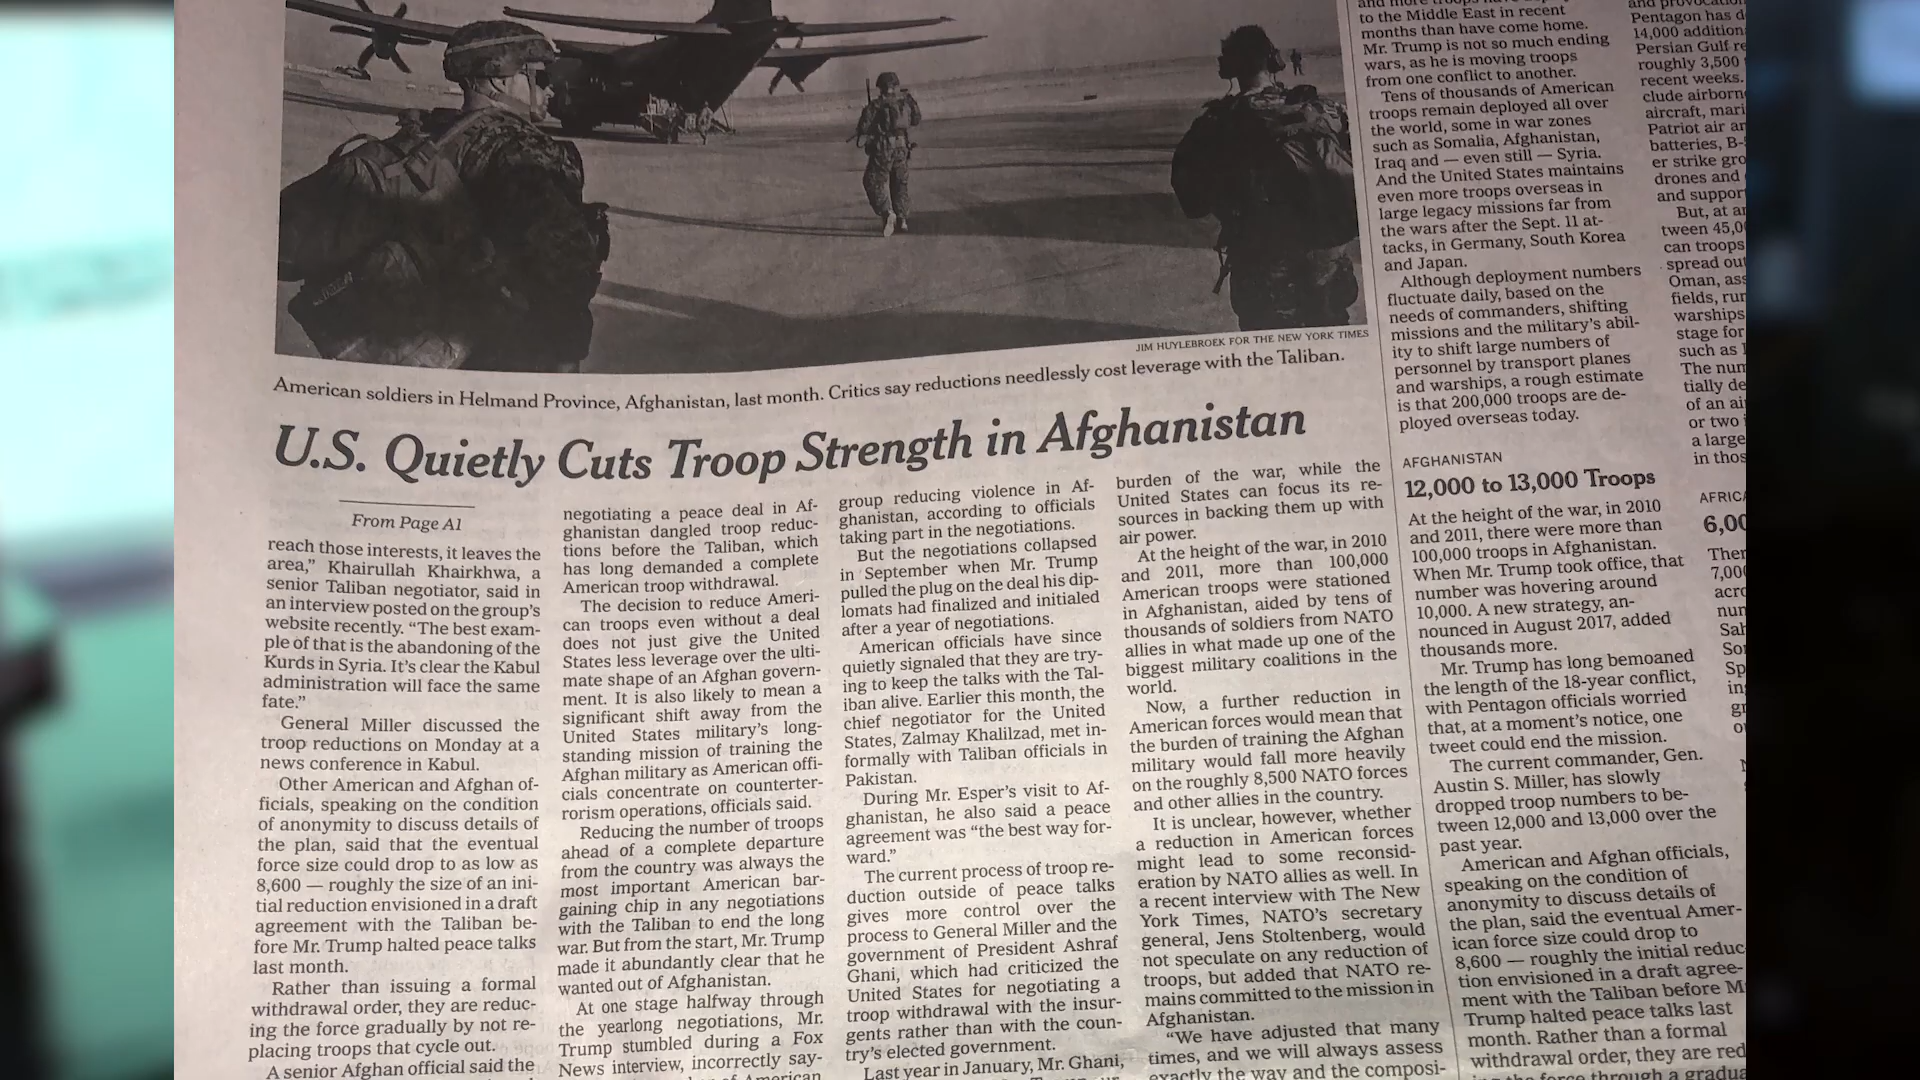 JIM HUYLEBROEK FOR THE NEW YORK TIMES
American soldiers in Helmand Province, Afghanistan, last month. Critics say reductions needlessly cost leverage with the Taliban.
U.S. Quietly Cuts Troop Strength in Afghanistan
From Page A1
reach those interests, it leaves the
area,” Khairullah Khairkhwa, a
senior Taliban negotiator, said in
an interview posted on the group’s
website recently. “The best exam-
ple of that is the abandoning of the
Kurds in Syria. It’s clear the Kabul
administration will face the same
fate.”
General Miller discussed the
troop reductions on Monday at a
news conference in Kabul.
Other American and Afghan of-
ficials, speaking on the condition
of anonymity to discuss details of
the plan, said that the eventual
force size could drop to as low as
8,600 — roughly the size of an ini-
tial reduction envisioned in a draft
agreement with the Taliban be-
fore Mr. Trump halted peace talks
last month.
Rather than issuing a formal
withdrawal order, they are reduc-
ing the force gradually by not re-
placing troops that cycle out.
A senior Afghan official said the
negotiating a peace deal in Af-
ghanistan dangled troop reduc-
tions before the Taliban, which
has long demanded a complete
American troop withdrawal.
The decision to reduce Ameri-
can troops even without a deal
does not just give the United
States less leverage over the ulti-
mate shape of an Afghan govern-
ment. It is also likely to mean a
significant shift away from the
United States military’s long-
standing mission of training the
Afghan military as American offi-
cials concentrate on counterter-
rorism operations, officials said.
Reducing the number of troops
ahead of a complete departure
from the country was always the
most important American bar-
gaining chip in any negotiations
with the Taliban to end the long
war. But from the start, Mr. Trump
made it abundantly clear that he
wanted out of Afghanistan.
At one stage halfway through
the yearlong negotiations, Mr.
Trump stumbled during a Fox
News interview, incorrectly say-
American
group reducing violence in Af-
ghanistan, according to officials
taking part in the negotiations.
But the negotiations collapsed
in September when Mr. Trump
pulled the plug on the deal his dip-
lomats had finalized and initialed
after a year of negotiations.
American officials have since
quietly signaled that they are try-
ing to keep the talks with the Tal-
iban alive. Earlier this month, the
chief negotiator for the United
States, Zalmay Khalilzad, met in-
formally with Taliban officials in
Pakistan.
During Mr. Esper’s visit to Af-
ghanistan, he also said a peace
agreement was “the best way for-
ward.”
The current process of troop re-
duction outside of peace talks
gives more control over the
process to General Miller and the
government of President Ashraf
Ghani, which had criticized the
United States for negotiating a
troop withdrawal with the insur-
gents rather than with the coun-
try’s elected government.
Last year in January, Mr. Ghani,
burden of the war, while the
United States can focus its re-
sources in backing them up with
air power.
At the height of the war, in 2010
and 2011, more than 100,000
American troops were stationed
in Afghanistan, aided by tens of
thousands of soldiers from NATO
allies in what made up one of the
biggest military coalitions in the
world.
Now, a further reduction in
American forces would mean that
the burden of training the Afghan
military would fall more heavily
on the roughly 8,500 NATO forces
and other allies in the country.
It is unclear, however, whether
a reduction in American forces
might lead to some reconsid-
eration by NATO allies as well. In
a recent interview with The New
York Times, NATO’s secretary
general, Jens Stoltenberg, would
not speculate on any reduction of
troops, but added that NATO re-
mains committed to the mission in
Afghanistan.
“We have adjusted that many
times, and we will always assess
exactly the way and the composi-
to the Middle East in recent
months than have come home.
Mr. Trump is not so much ending
wars, as he is moving troops
from one conflict to another.
Tens of thousands of American
troops remain deployed all over
the world, some in war zones
such as Somalia, Afghanistan,
Iraq and — even still — Syria.
And the United States maintains
even more troops overseas in
large legacy missions far from
the wars after the Sept. 11 at-
tacks, in Germany, South Korea
and Japan.
Although deployment numbers
fluctuate daily, based on the
needs of commanders, shifting
missions and the military’s abil-
ity to shift large numbers of
personnel by transport planes
and warships, a rough estimate
is that 200,000 troops are de-
ployed overseas today.
AFGHANISTAN
12,000 to 13,000 Troops
At the height of the war, in 2010
and 2011, there were more than
100,000 troops in Afghanistan.
When Mr. Trump took office, that
number was hovering around
10,000. A new strategy, an-
nounced in August 2017, added
thousands more.
Mr. Trump has long bemoaned
the length of the 18-year conflict,
with Pentagon officials worried
that, at a moment’s notice, one
tweet could end the mission.
The current commander, Gen.
Austin S. Miller, has slowly
dropped troop numbers to be-
tween 12,000 and 13,000 over the
past year.
American and Afghan officials,
speaking on the condition of
anonymity to discuss details of
the plan, said the eventual Amer-
ican force size could drop to
8,600 — roughly the initial reduc
tion envisioned in a draft agree-
ment with the Taliban before M
Trump halted peace talks last
month. Rather than a formal
withdrawal order, they are red
the force through a gradua
Pentagon has d
14,000 addition
Persian Gulf re
roughly 3,500
recent weeks.
clude airborn
aircraft, mari
Patriot air an
batteries, B-
er strike gro
drones and
and suppor
But, at an
tween 45,0
can troops
spread out
Oman, ass
fields, run
warships
stage for
such as
The num
tially de
of an ai
or two
a large
in thos
AFRICA
6,00
Ther
7,000
acro
num
Sah
So
Sp
in
gr